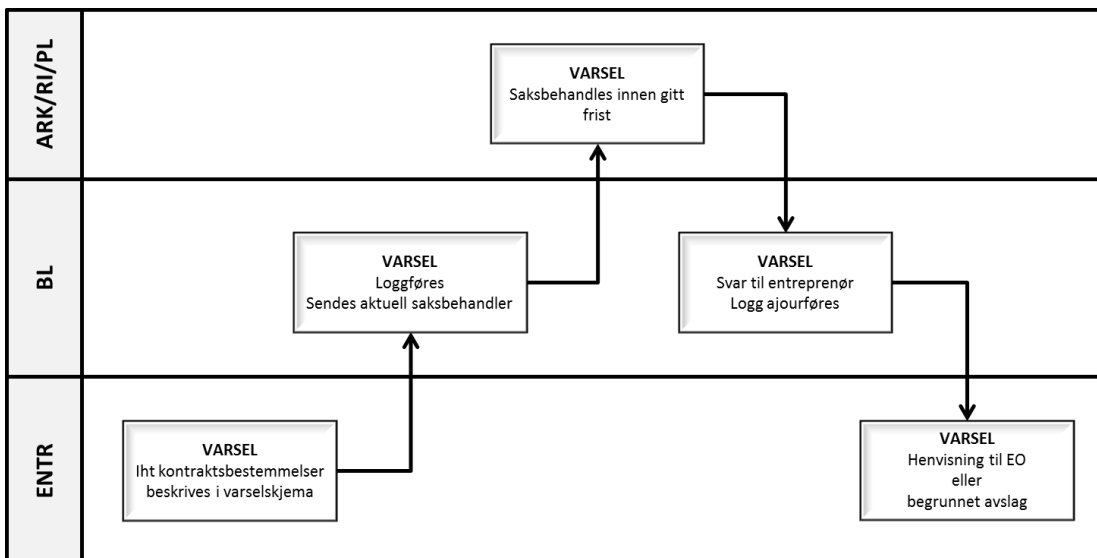 ARK/RI/PL
VARSEL
Saksbehandles innen gitt
frist
BL
VARSEL
Loggføres
Sendes aktuell saksbehandler
VARSEL
Svar til entreprenør
Logg ajourføres
ENTR
VARSEL
Iht kontraktsbestemmelser
beskrives i varselskjema
VARSEL
Henvisning til EO
eller
begrunnet avslag